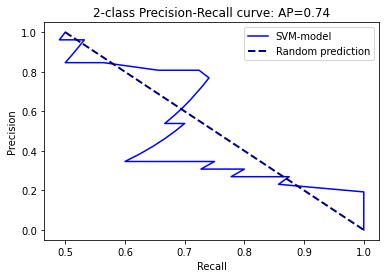 2-class Precision-Recall curve: AP=0.74
SVM-model
Random prediction
Precision
1.0
0.8
0.6
0.4
0.2
0.0
0.5
0.6
0.7
0.8
0.9
1.0
Recall